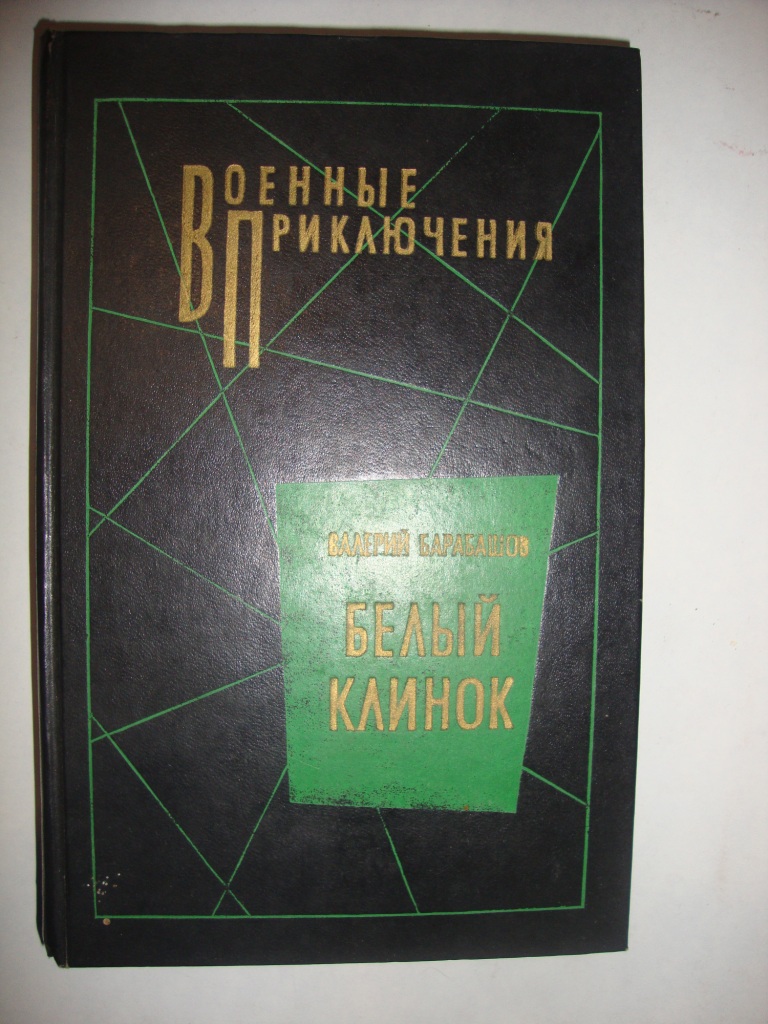 ВОЕННЫЕ
ПРИКЛЮЧЕНИЯ
ВАЛЕРИЙ БАРАБАШОВ
БЕЛЫЙ
КЛИНОК